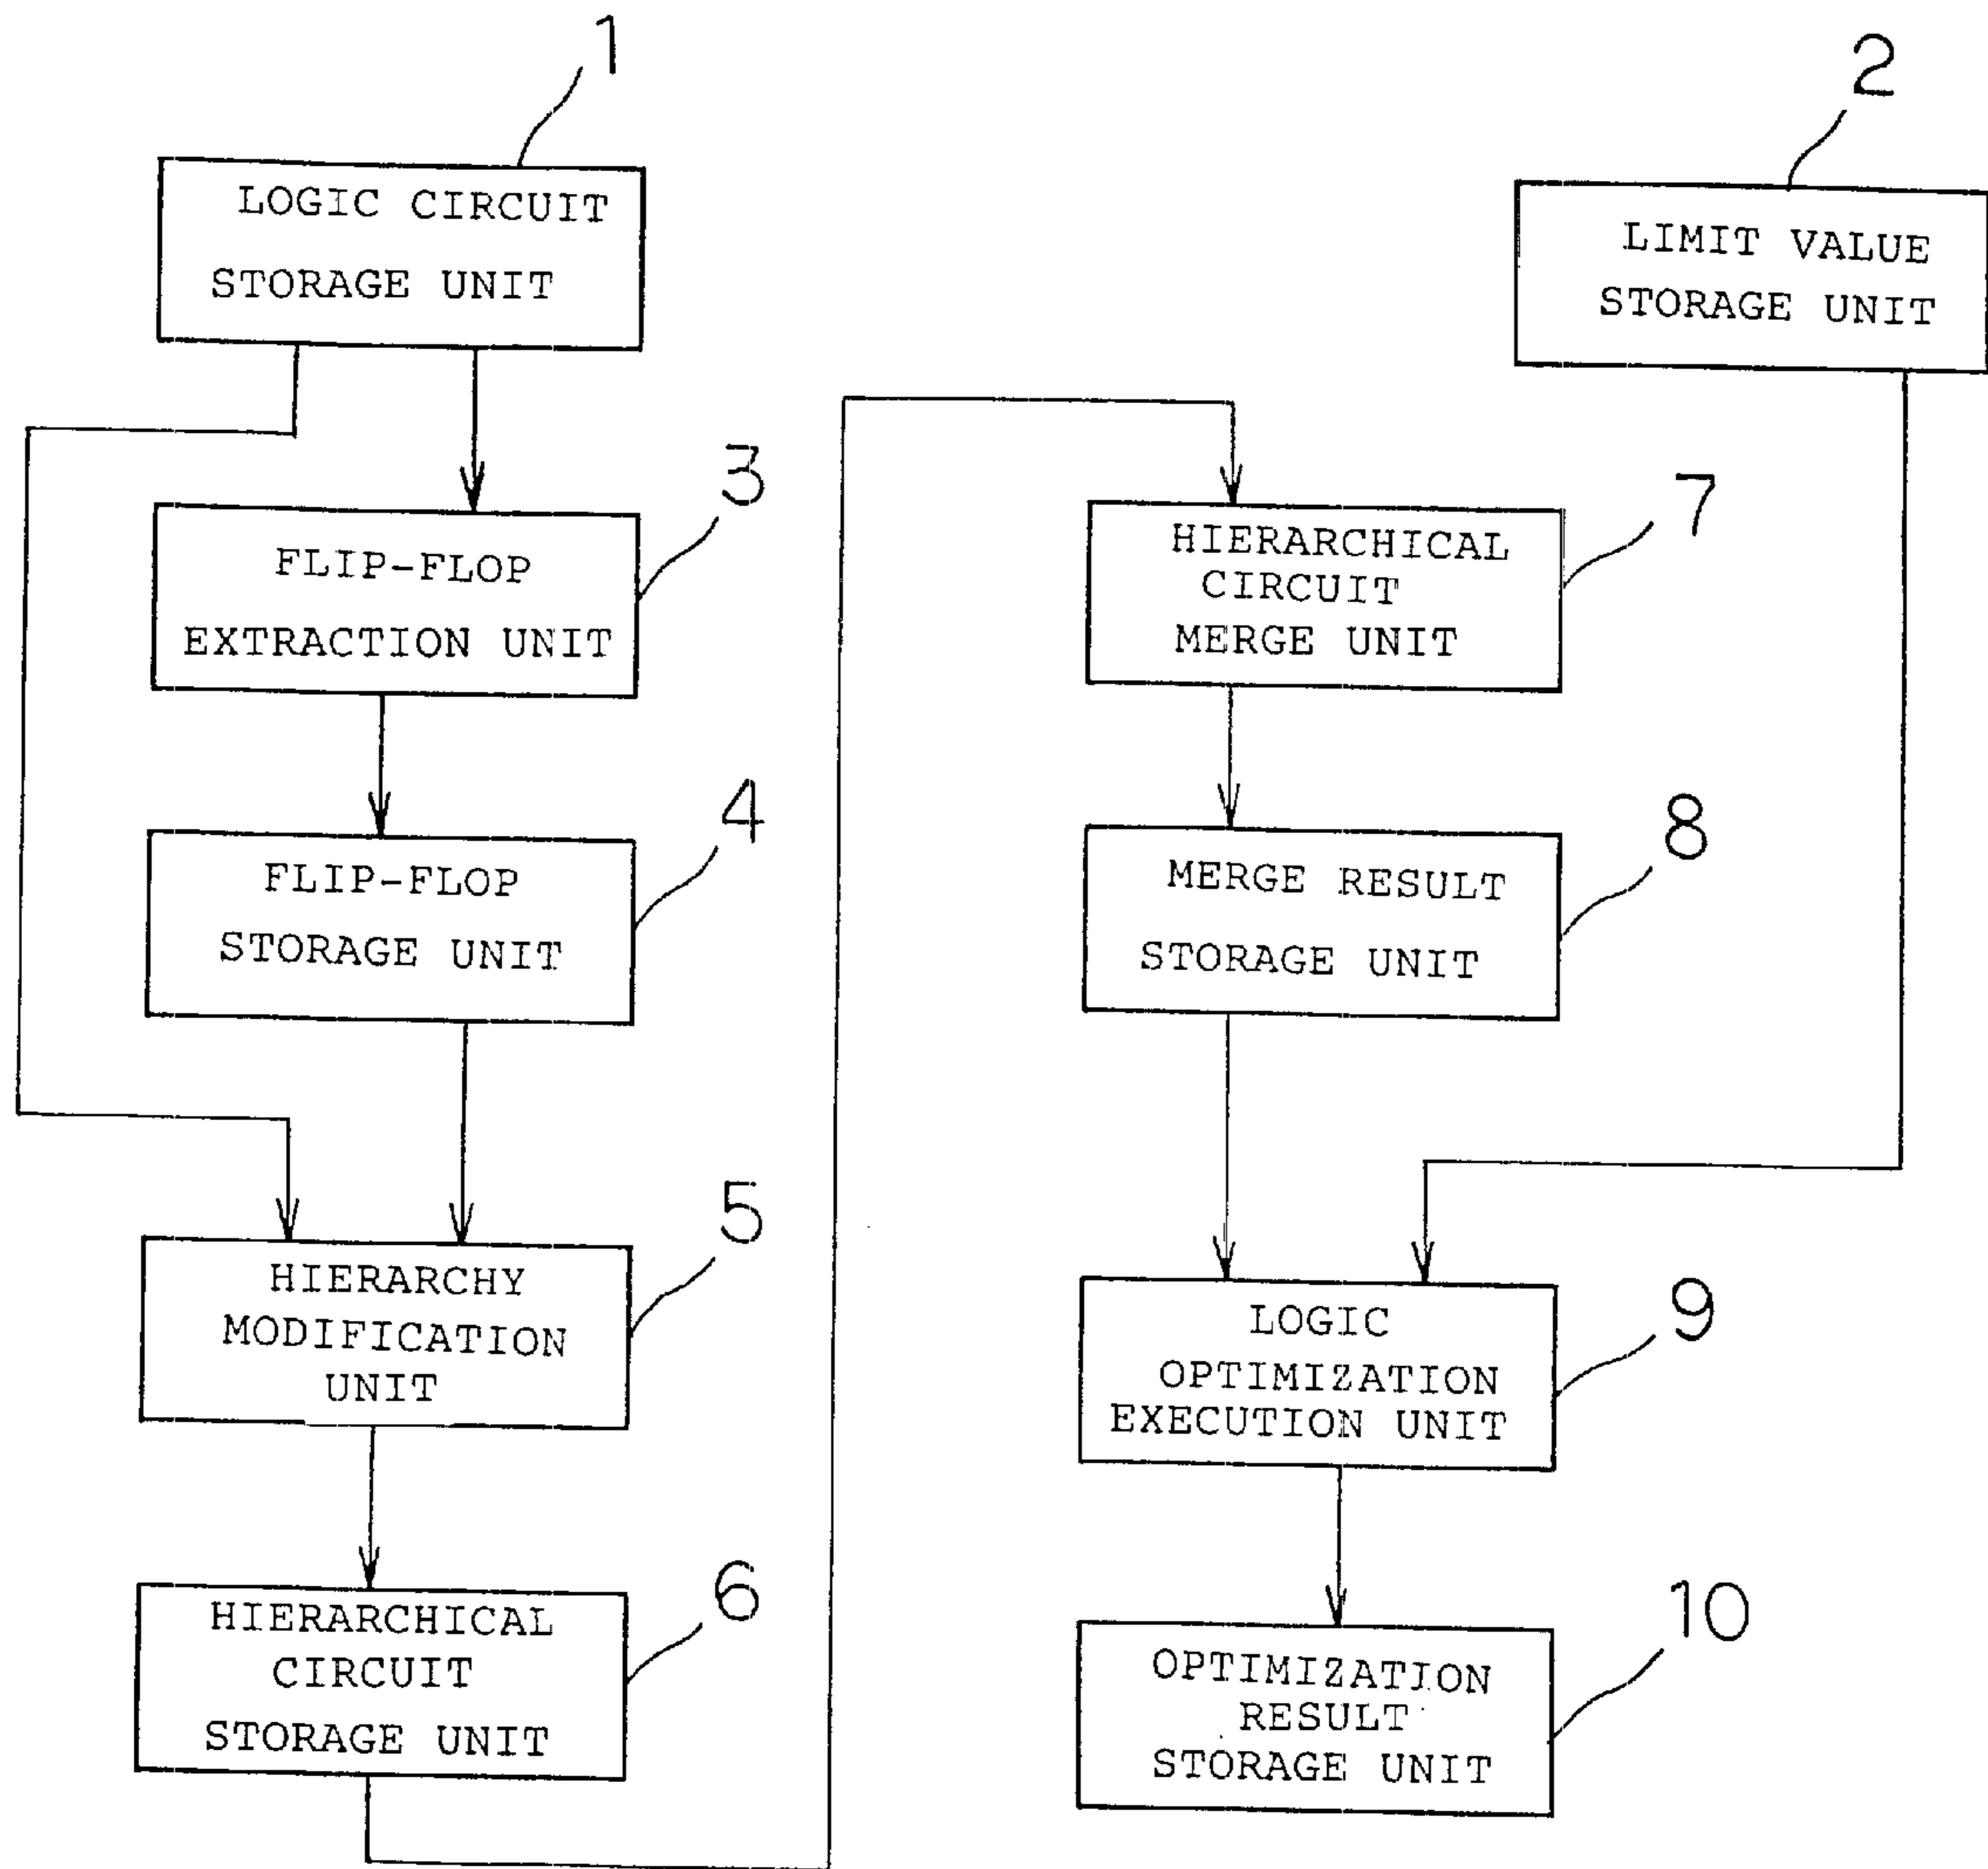 1
LOGIC CIRCUIT
STORAGE UNIT
2
LIMIT VALUE
STORAGE UNIT
3
FLIP-FLOP
EXTRACTION UNIT
4
FLIP-FLOP
STORAGE UNIT
5
HIERARCHY
MODIFICATION
UNIT
6
HIERARCHICAL
CIRCUIT
STORAGE UNIT
7
HIERARCHICAL
CIRCUIT
MERGE UNIT
8
MERGE RESULT
STORAGE UNIT
9
LOGIC
OPTIMIZATION
EXECUTION UNIT
10
OPTIMIZATION
RESULT
STORAGE UNIT